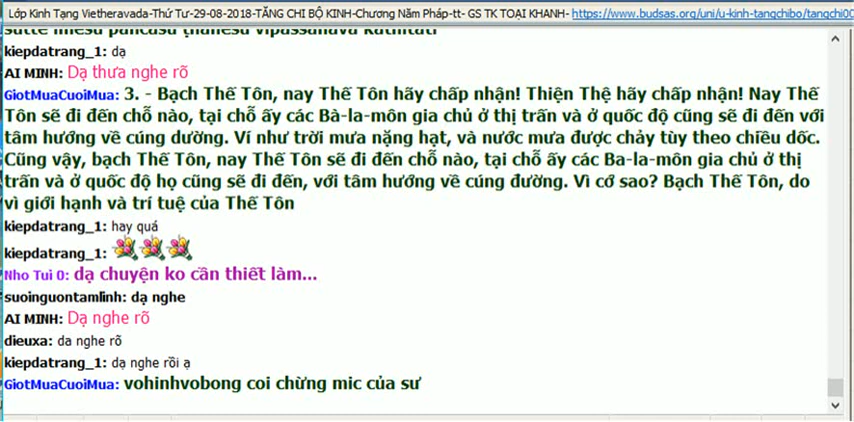 Lớp Kinh Tạng Vietheravada-Thứ Tư-29-08-2018-TĂNG CHI BỘ KINH-Chương Năm Pháp-tt- GS TK TOẠI KHANH- https://www.budsas.org/uni/u-kinh-tangchibo/tangchi0
kiepdatrang_1: dạ
AI MINH: Dạ thưa nghe rõ
GiotMuaCuoiMua: 3. - Bạch Thế Tôn, nay Thế Tôn hãy chấp nhận! Thiện Thệ hãy chấp nhận! Nay Thế
Tôn sẽ đi đến chỗ nào, tại chỗ ấy các Bà-la-môn gia chủ ở thị trấn và ở quốc độ cũng sẽ đi đến với
tâm hướng về cúng dường. Ví như trời mưa nặng hạt, và nước mưa được chảy tùy theo chiều dốc.
Cũng vậy, bạch Thế Tôn, nay Thế Tôn sẽ đi đến chỗ nào, tại chỗ ấy các Ba-la-môn gia chủ ở thị
trấn và ở quốc độ họ cũng sẽ đi đến, với tâm hướng về cúng đường. Vì cớ sao? Bạch Thế Tôn, do
vì giới hạnh và trí tuệ của Thế Tôn
kiepdatrang_1: hay quá
kiepdatrang_1:
Nho Tui 0: dạ chuyện ko cần thiết làm...
suoinguontamlinh: dạ nghe
AI MINH: Dạ nghe rõ
dieuxa: da nghe rõ
kiepdatrang_1: dạ nghe rồi ạ
GiotMuaCuoiMua: vohinhvobong coi chừng mic của sư